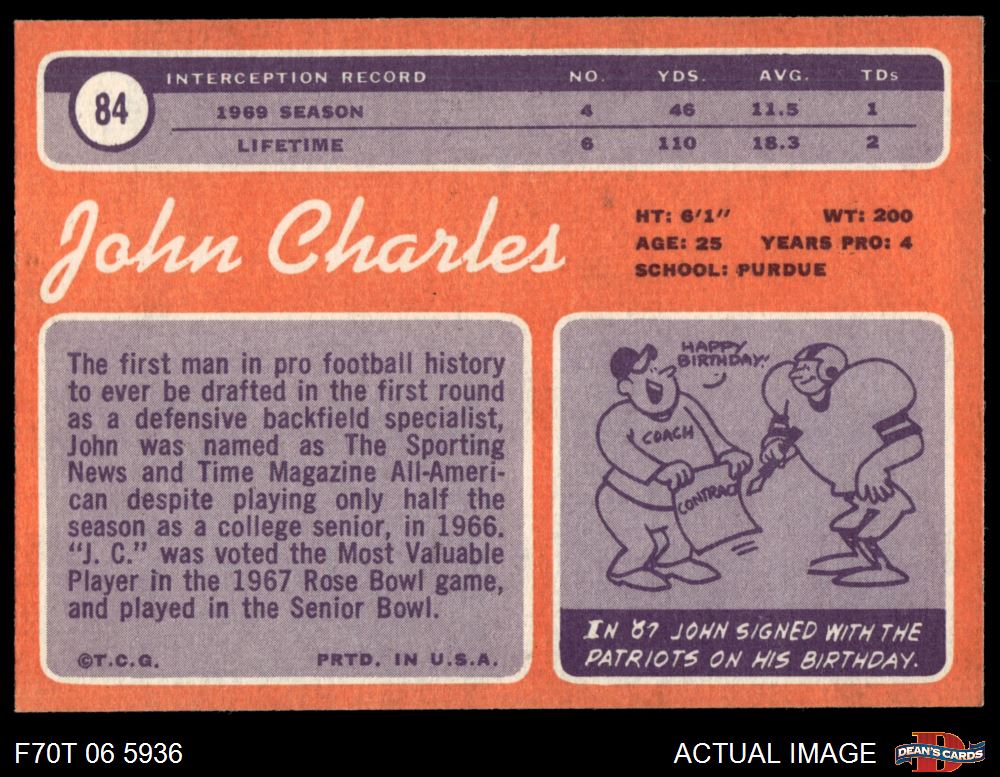 84
INTERCEPTION RECORD NO. YDS. AVG. TDs
1969 SEASON 4 46 11.5 1
LIFETIME 6 110 18.3 2
John Charles
HT: 6'1" WT: 200
AGE: 25 YEARS PRO: 4
SCHOOL: PURDUE
The first man in pro football history
to ever be drafted in the first round
as a defensive backfield specialist,
John was named as The Sporting
News and Time Magazine All-Ameri-
can despite playing only half the
season as a college senior, in 1966.
"J. C." was voted the Most Valuable
Player in the 1967 Rose Bowl game,
and played in the Senior Bowl.
©T.C.G. PRTD. IN U.S.A.
HAPPY
BIRTHDAY!
COACH
CONTRAC
IN '67 JOHN SIGNED WITH THE
PATRIOTS ON HIS BIRTHDAY.
F70T 06 5936
ACTUAL IMAGE
D
DEAN'S CARDS